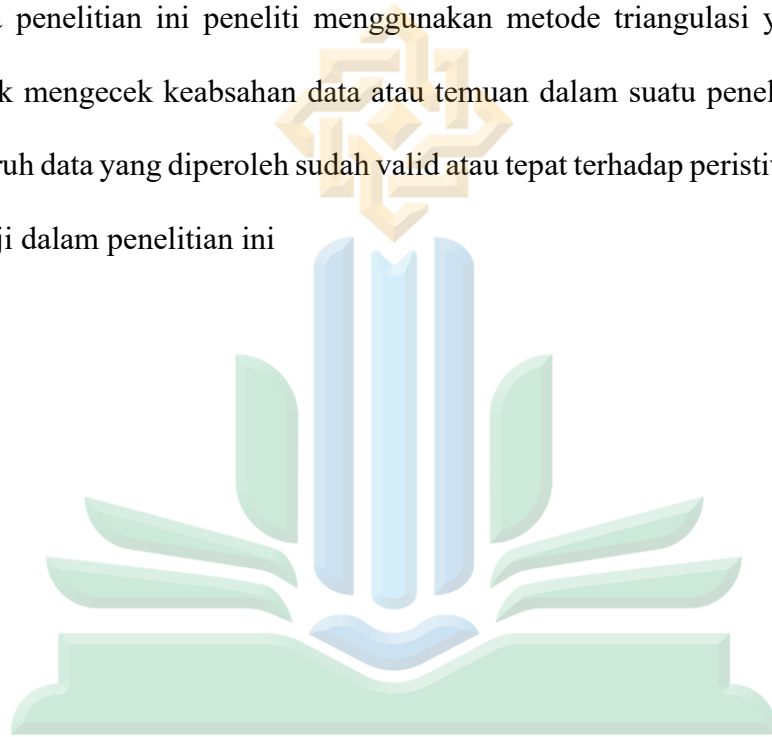 penelitian ini peneliti menggunakan metode triangulasi
mengecek keabsahan data atau temuan dalam suatu
data yang diperoleh sudah valid atau tepat terhadap
dalam penelitian ini